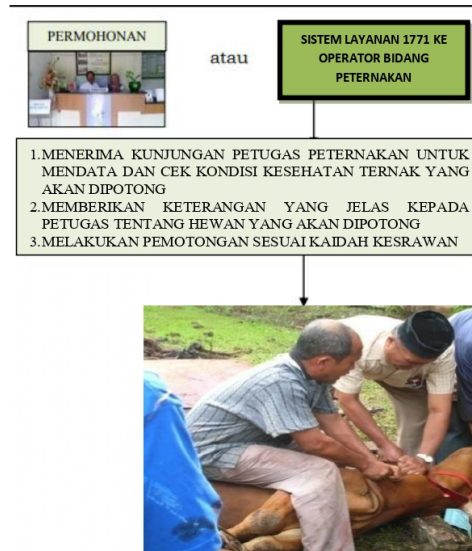 PERMOHONAN
atau
SISTEM LAYANAN 1771 KE
OPERATOR BIDANG
PETERNAKAN
1.MENERIMA KUNJUNGAN PETUGAS PETERNAKAN UNTUK
MENDATA DAN CEK KONDISI KESEHATAN TERNAK YANG
AKAN DIPOTONG
2.MEMBERIKAN KETERANGAN YANG JELAS KEPADA
PETUGAS TENTANG HEWAN YANG AKAN DIPOTONG
3.MELAKUKAN PEMOTONGAN SESUAI KAIDAH KESRAWAN